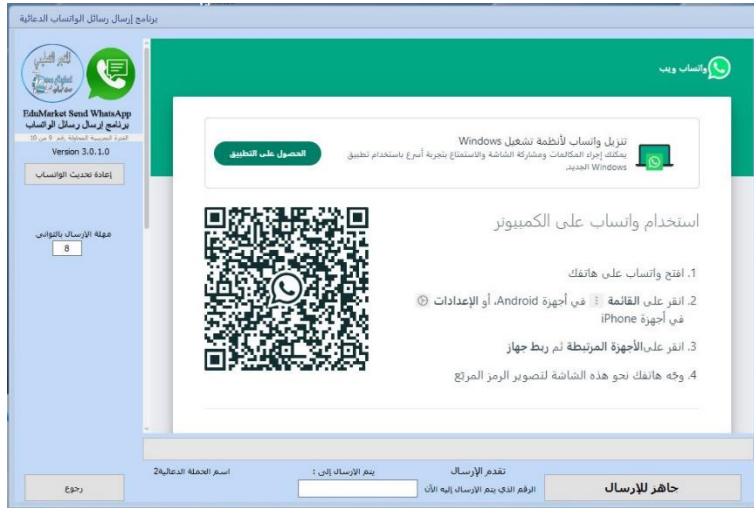 برنامج إرسال رسائل الواتساب الدعائية
EduMarket Send WhatsApp
برنامج إرسال رسائل الواتساب
Version 3.0.1.0
إعادة تحديث الواتساب
مهلة الإرسال بالثواني
8
واتساب ويب
تنزيل واتساب لأنظمة تشغيل Windows
يمكنك إجراء المكالمات ومشاركة الشاشة والاستمتاع بتجربة أسرع باستخدام تطبيق
Windows الجديد.
الحصول على التطبيق
استخدام واتساب على الكمبيوتر
1. افتح واتساب على هاتفك
2. انقر على القائمة في أجهزة Android، أو الإعدادات
في أجهزة iPhone
3. انقر على الأجهزة المرتبطة ثم ربط جهاز
4. وجّه هاتفك نحو هذه الشاشة لتصوير الرمز المربّع
تقدم الإرسال
يتم الإرسال إلى :
اسم الحملة الدعائية2
جاهز للإرسال
الرقم الذي يتم الإرسال إليه الآن
رجوع